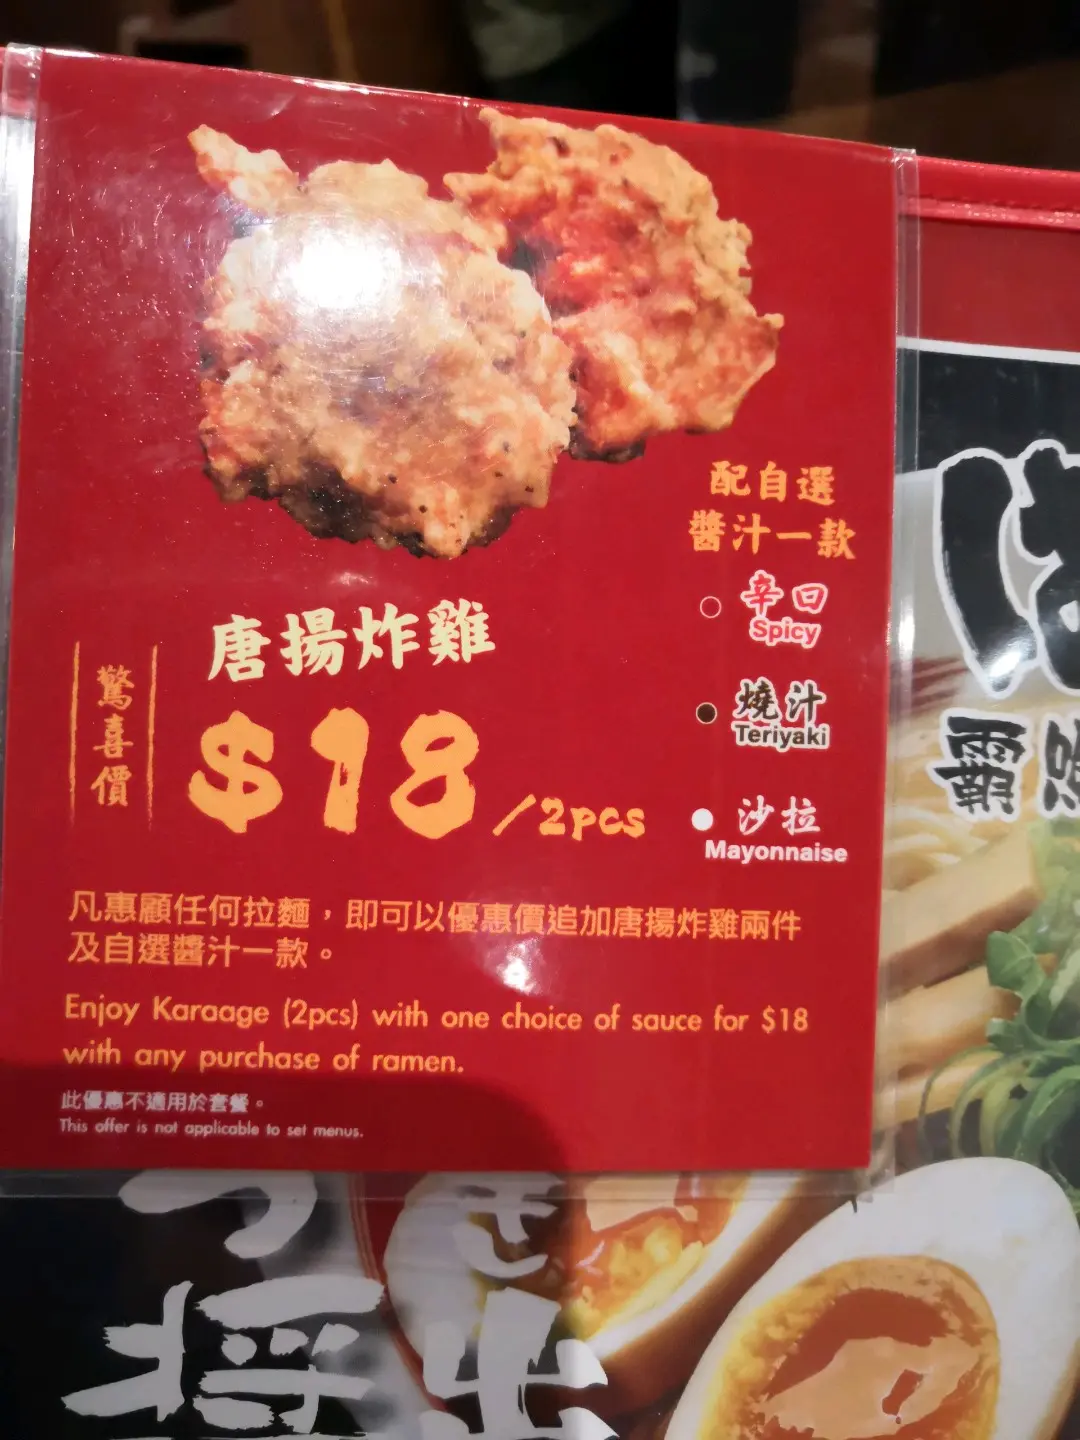 配自選
醬汁一款
辛口
Spicy
燒汁
Teriyaki
沙拉
Mayonnaise
唐揚炸雞
驚喜價
$18/2pcs
凡惠顧任何拉麵，即可以優惠價追加唐揚炸雞兩件
及自選醬汁一款。
Enjoy Karaage (2pcs) with one choice of sauce for $18
with any purchase of ramen.
此優惠不適用於套餐。
This offer is not applicable to set menus.
霸